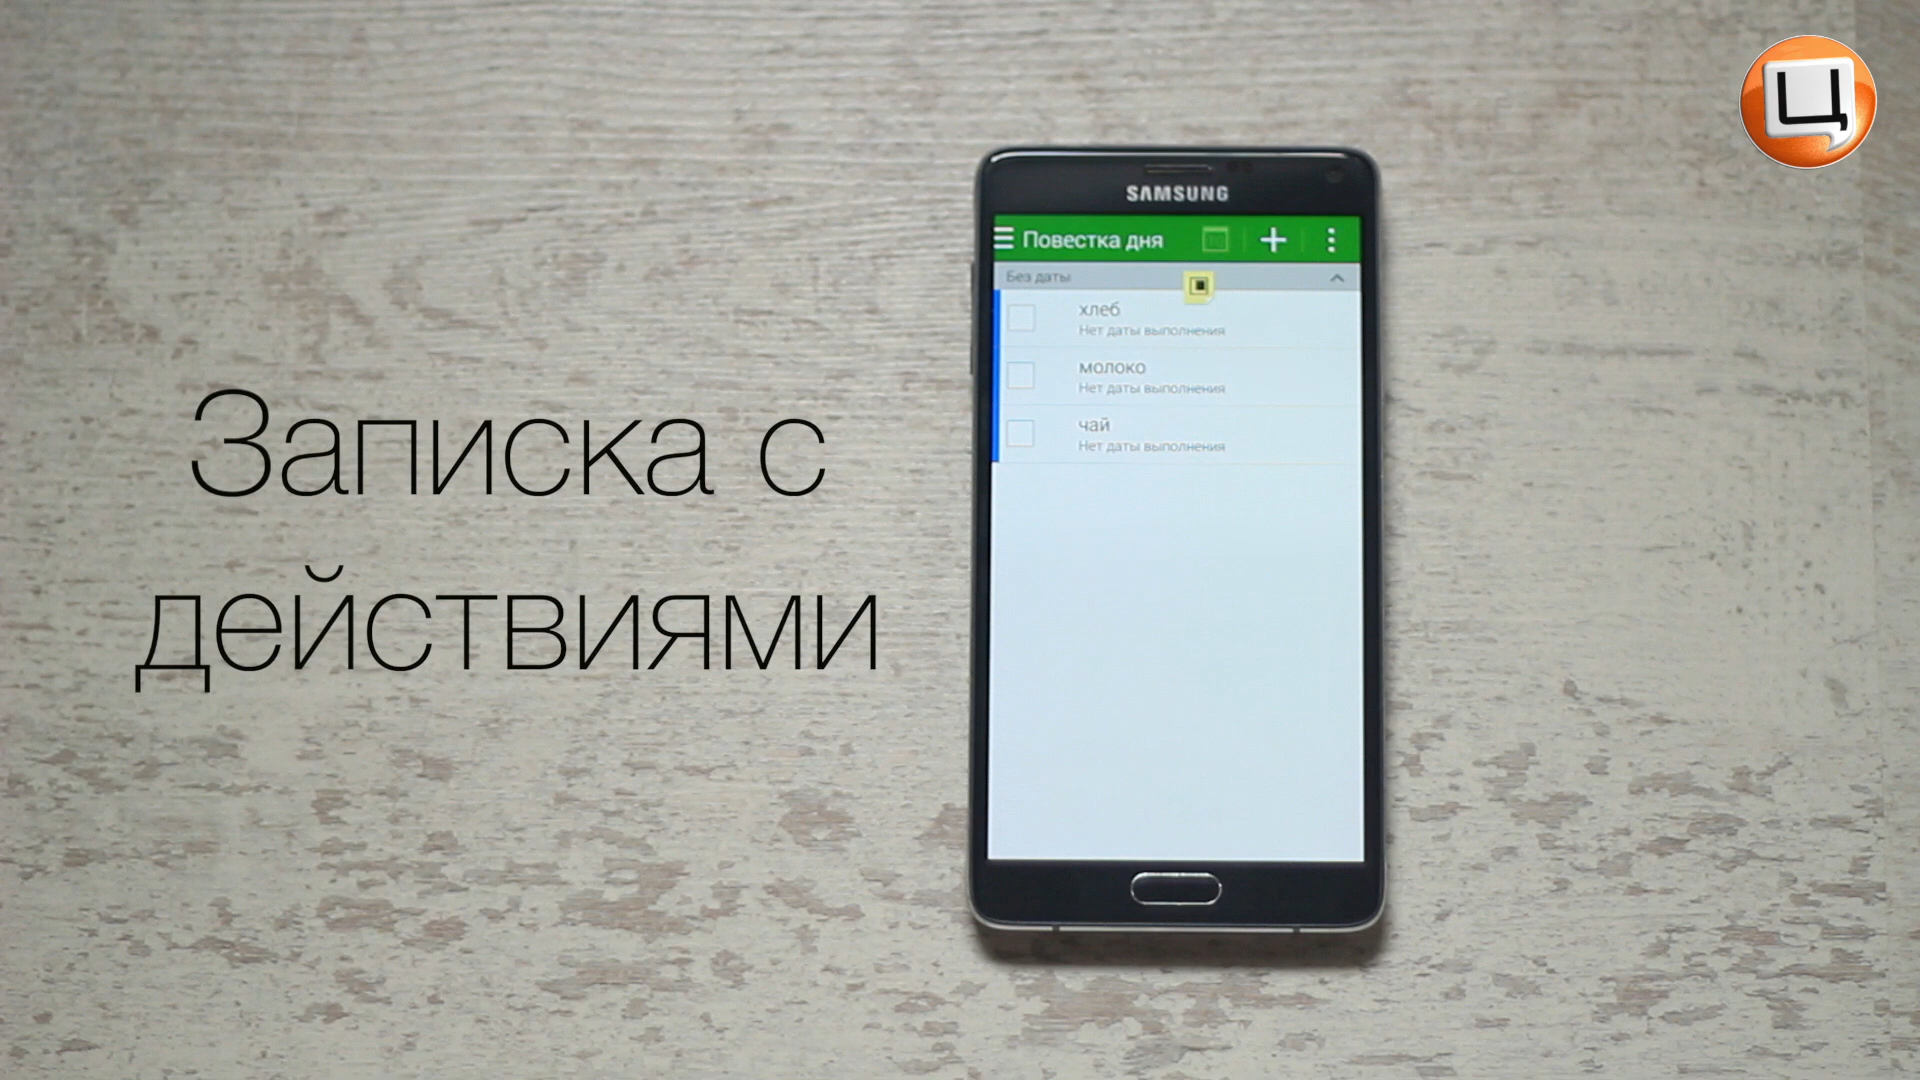 Записка с
действиями
SAMSUNG
Повестка дня
Без даты
хлеб
Нет даты выполнения
молоко
Нет даты выполнения
чай
Нет даты выполнения
Ц